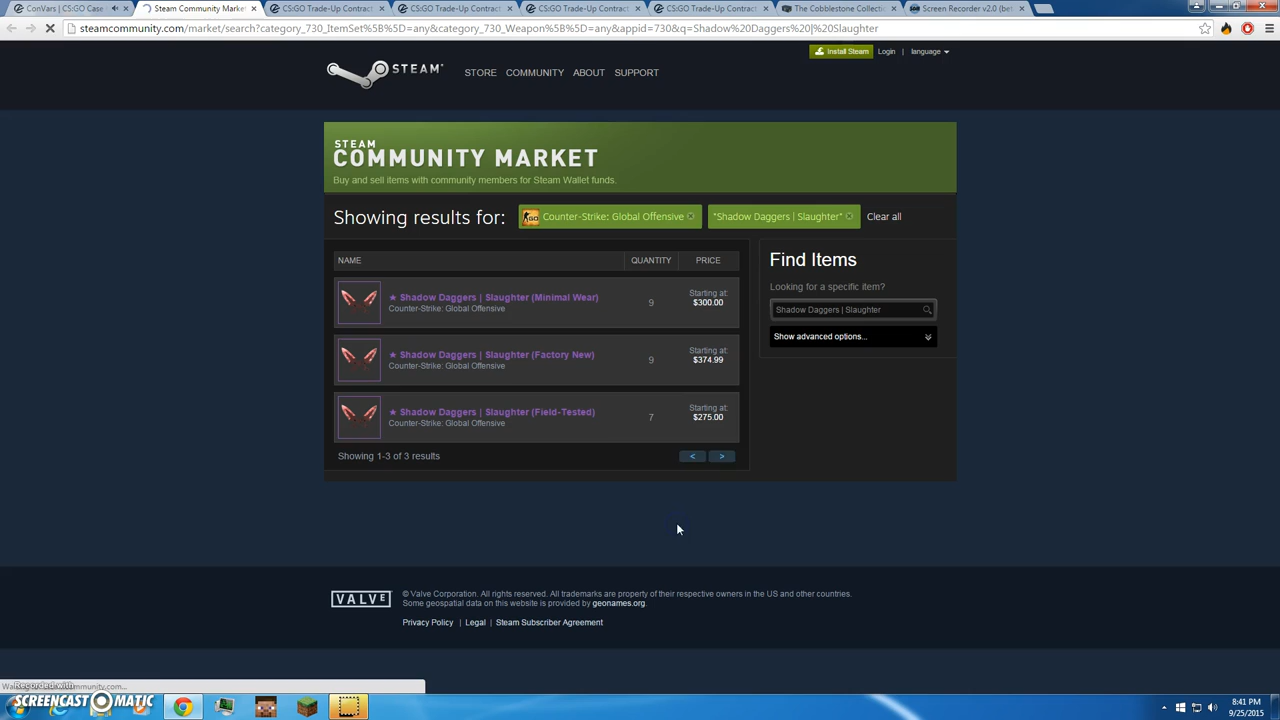 ConVars | CS:GO Case
Steam Community Market
CS:GO Trade-Up Contract
CS:GO Trade-Up Contract
CS:GO Trade-Up Contract
CS:GO Trade-Up Contract
The Cobblestone Collecti
Screen Recorder v2.0 (bet
steamcommunity.com/market/search?category_730_ItemSet%5B%5D=any&category_730_Weapon%5B%5D=any&appid=730&q=Shadow%20Daggers%20|%20Slaughter
Install Steam Login | language
STEAM STORE COMMUNITY ABOUT SUPPORT
STEAM
COMMUNITY MARKET
Buy and sell items with community members for Steam Wallet funds.
Showing results for: Counter-Strike: Global Offensive "Shadow Daggers | Slaughter" Clear all
NAME QUANTITY PRICE
★ Shadow Daggers | Slaughter (Minimal Wear)
Counter-Strike: Global Offensive
9
Starting at:
$300.00
★ Shadow Daggers | Slaughter (Factory New)
Counter-Strike: Global Offensive
9
Starting at:
$374.99
★ Shadow Daggers | Slaughter (Field-Tested)
Counter-Strike: Global Offensive
7
Starting at:
$275.00
Showing 1-3 of 3 results < >
Find Items
Looking for a specific item?
Shadow Daggers | Slaughter
Show advanced options...
VALVE
© Valve Corporation. All rights reserved. All trademarks are property of their respective owners in the US and other countries.
Some geospatial data on this website is provided by geonames.org.
Privacy Policy | Legal | Steam Subscriber Agreement
Recorded with
SCREENCAST-O-MATIC
8:41 PM
9/25/2015